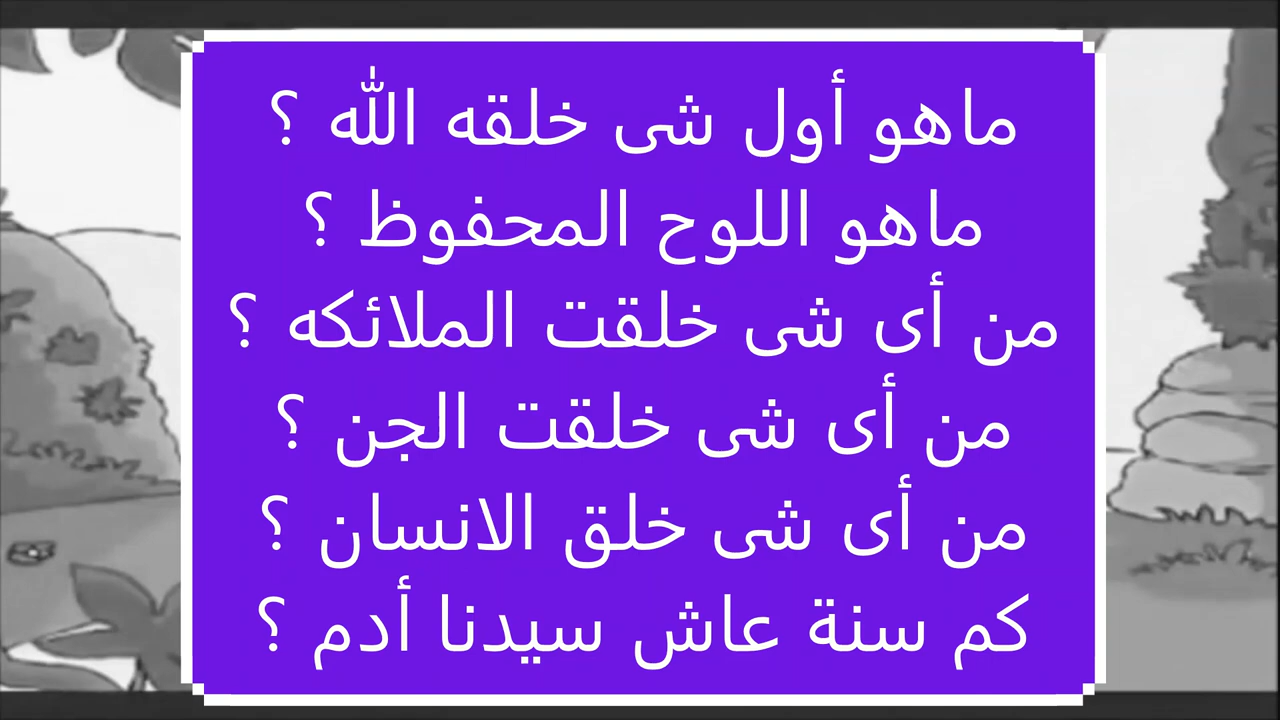 ماهو أول شى خلقه الله ؟
ماهو اللوح المحفوظ ؟
من أى شى خلقت الملائكه ؟
من أى شى خلقت الجن ؟
من أى شى خلق الانسان ؟
كم سنة عاش سيدنا أدم ؟